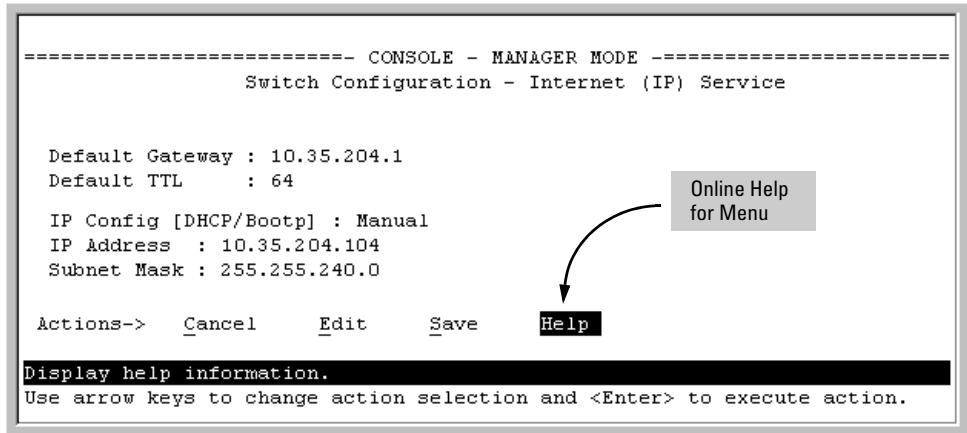 ===========================- CONSOLE - MANAGER MODE -========================
Switch Configuration - Internet (IP) Service
Default Gateway : 10.35.204.1
Default TTL     : 64
IP Config [DHCP/Bootp] : Manual
IP Address  : 10.35.204.104
Subnet Mask : 255.255.240.0
Online Help
for Menu
Actions->   Cancel     Edit     Save     Help
Display help information.
Use arrow keys to change action selection and <Enter> to execute action.